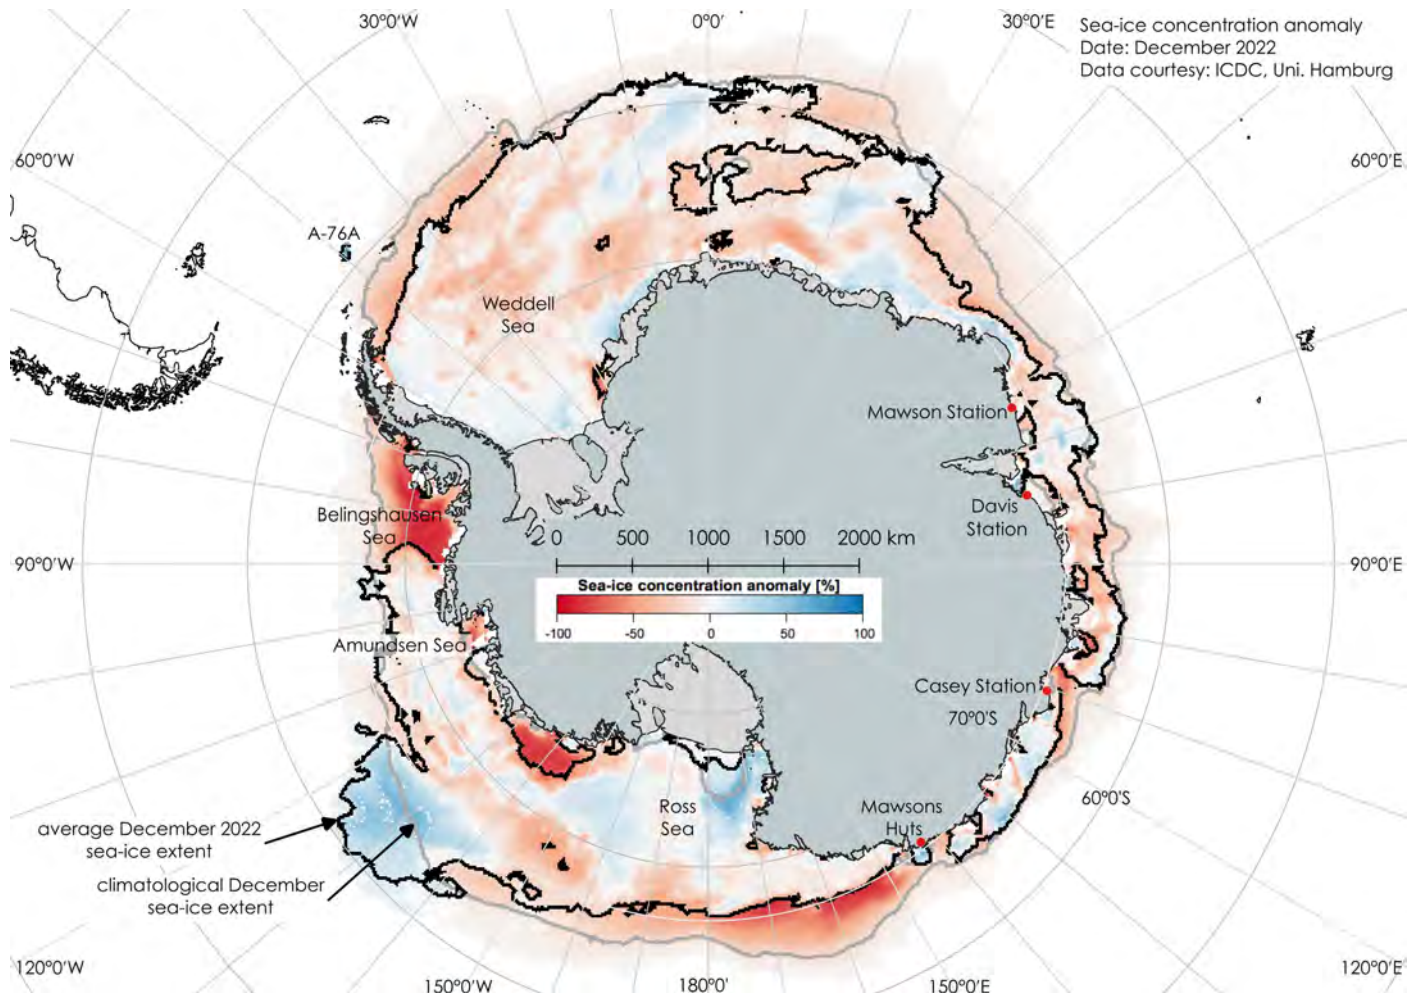 30°0'W
0°0'
30°0'E
Sea-ice concentration anomaly
Date: December 2022
Data courtesy: ICDC, Uni. Hamburg
60°0'W
60°0'E
A-76A
Weddell
Sea
Mawson Station
Davis
Station
Belingshausen
Sea
0 500 1000 1500 2000 km
90°0'W
90°0'E
Sea-ice concentration anomaly [%]
-100 -50 0 50 100
Amundsen Sea
Casey Station
70°0'S
60°0'S
Ross
Sea
Mawsons
Huts
average December 2022
sea-ice extent
climatological December
sea-ice extent
120°0'W
150°0'W
180°0'
150°0'E
120°0'E